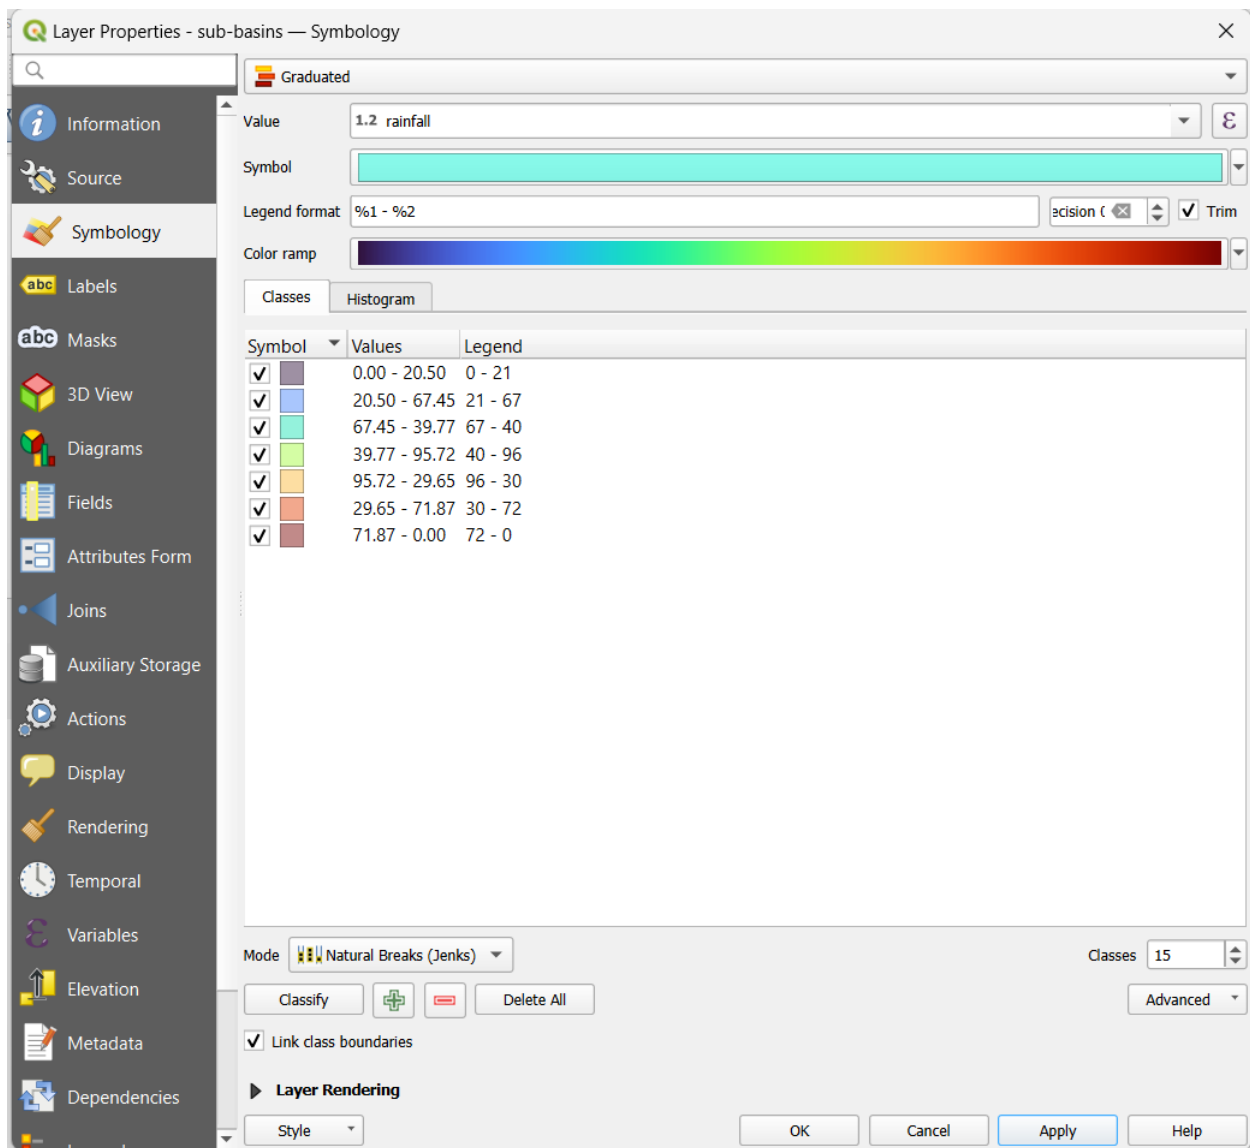 Layer Properties - sub-basins — Symbology
Graduated
Information
Source
Symbology
Labels
Masks
3D View
Diagrams
Fields
Attributes Form
Joins
Auxiliary Storage
Actions
Display
Rendering
Temporal
Variables
Elevation
Metadata
Dependencies
Value 1.2 rainfall ε
Symbol
Legend format %1 - %2 Trim
Color ramp
Classes Histogram
Symbol Values Legend
0.00 - 20.50 0 - 21
20.50 - 67.45 21 - 67
67.45 - 39.77 67 - 40
39.77 - 95.72 40 - 96
95.72 - 29.65 96 - 30
29.65 - 71.87 30 - 72
71.87 - 0.00 72 - 0
Mode Natural Breaks (Jenks) Classes 15
Classify Delete All Advanced
Link class boundaries
Layer Rendering
Style OK Cancel Apply Help